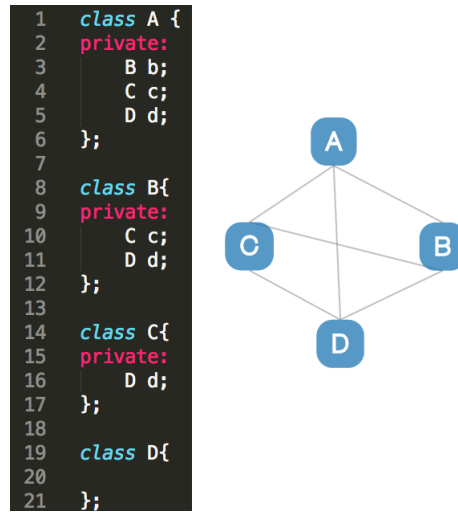 1 class A {
2 private:
3 B b;
4 C c;
5 D d;
6 };
7
8 class B{
9 private:
10 C c;
11 D d;
12 };
13
14 class C{
15 private:
16 D d;
17 };
18
19 class D{
20
21 };
A
C
B
D